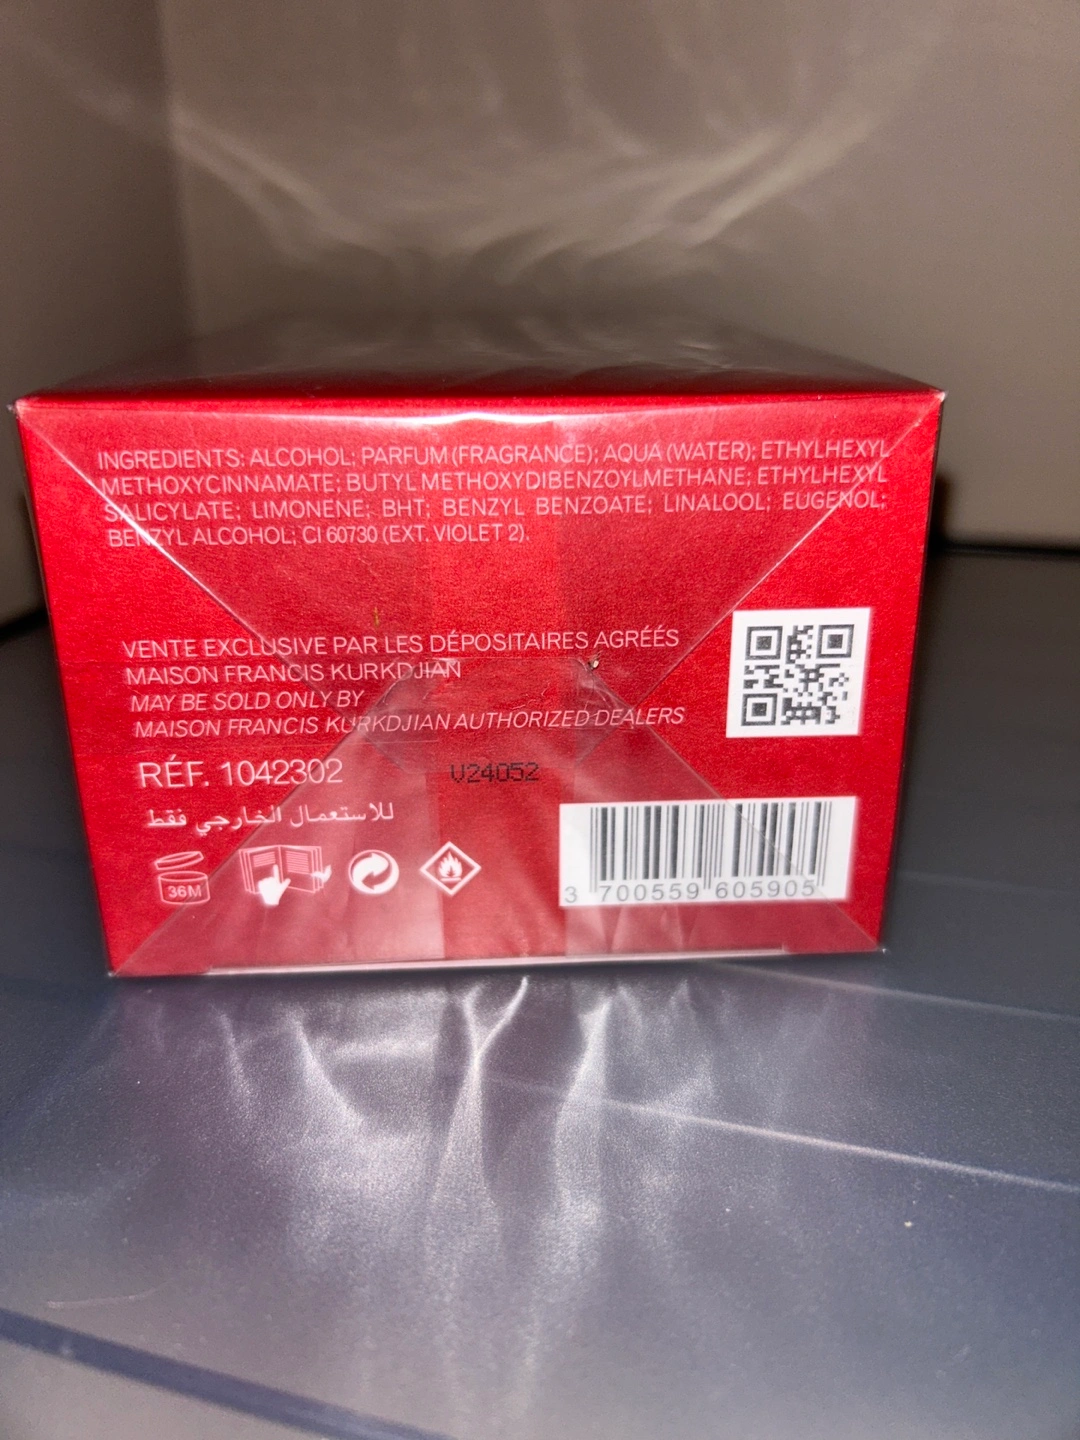 INGREDIENTS: ALCOHOL; PARFUM (FRAGRANCE); AQUA (WATER); ETHYLHEXYL
METHOXYCINNAMATE; BUTYL METHOXYDIBENZOYLMETHANE; ETHYLHEXYL
SALICYLATE; LIMONENE; BHT; BENZYL BENZOATE; LINALOOL; EUGENOL;
BENZYL ALCOHOL; CI 60730 (EXT. VIOLET 2).
VENTE EXCLUSIVE PAR LES DÉPOSITAIRES AGRÉÉS
MAISON FRANCIS KURKDJIAN
MAY BE SOLD ONLY BY
MAISON FRANCIS KURKDJIAN AUTHORIZED DEALERS
RÉF. 1042302 U24052
للاستعمال الخارجي فقط
36M
3 700559 605905